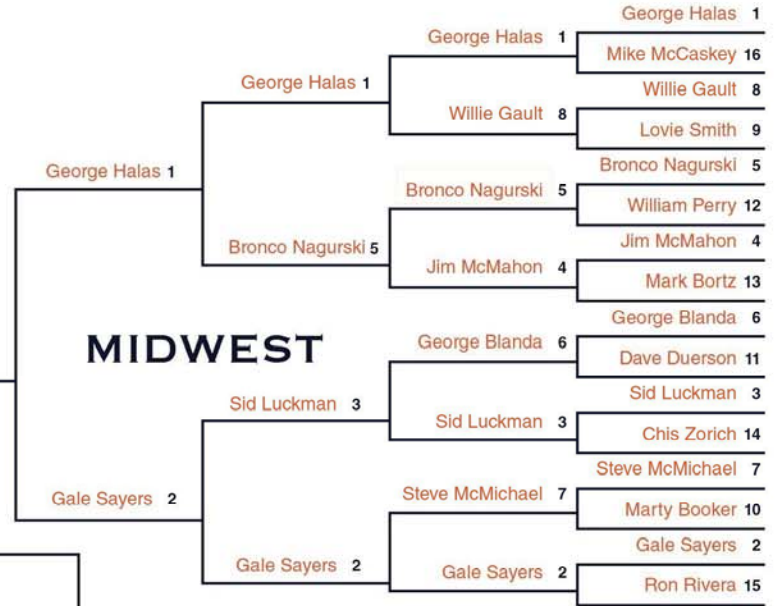 George Halas 1
George Halas 1
Mike McCaskey 16
George Halas 1
Willie Gault 8
Willie Gault 8
Lovie Smith 9
George Halas 1
Bronco Nagurski 5
Bronco Nagurski 5
William Perry 12
Bronco Nagurski 5
Jim McMahon 4
Jim McMahon 4
Mark Bortz 13
MIDWEST
George Blanda 6
George Blanda 6
Dave Duerson 11
Sid Luckman 3
Sid Luckman 3
Sid Luckman 3
Chis Zorich 14
Gale Sayers 2
Steve McMichael 7
Steve McMichael 7
Marty Booker 10
Gale Sayers 2
Gale Sayers 2
Gale Sayers 2
Ron Rivera 15